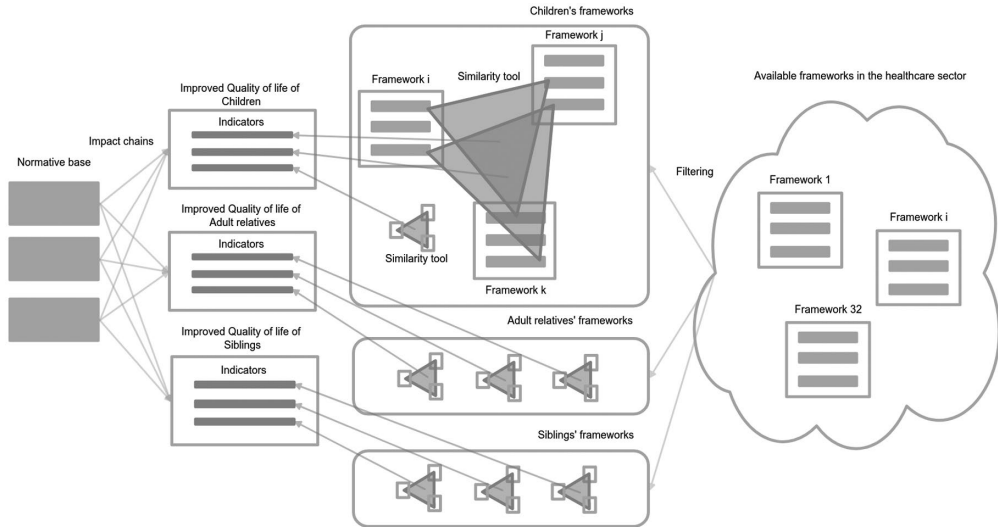 Children's frameworks
Framework j
Framework i
Similarity tool
Available frameworks in the healthcare sector
Improved Quality of life of
Children
Indicators
Impact chains
Normative base
Filtering
Framework 1
Framework i
Improved Quality of life of
Adult relatives
Indicators
Similarity tool
Framework k
Framework 32
Adult relatives' frameworks
Improved Quality of life of
Siblings
Indicators
Siblings' frameworks